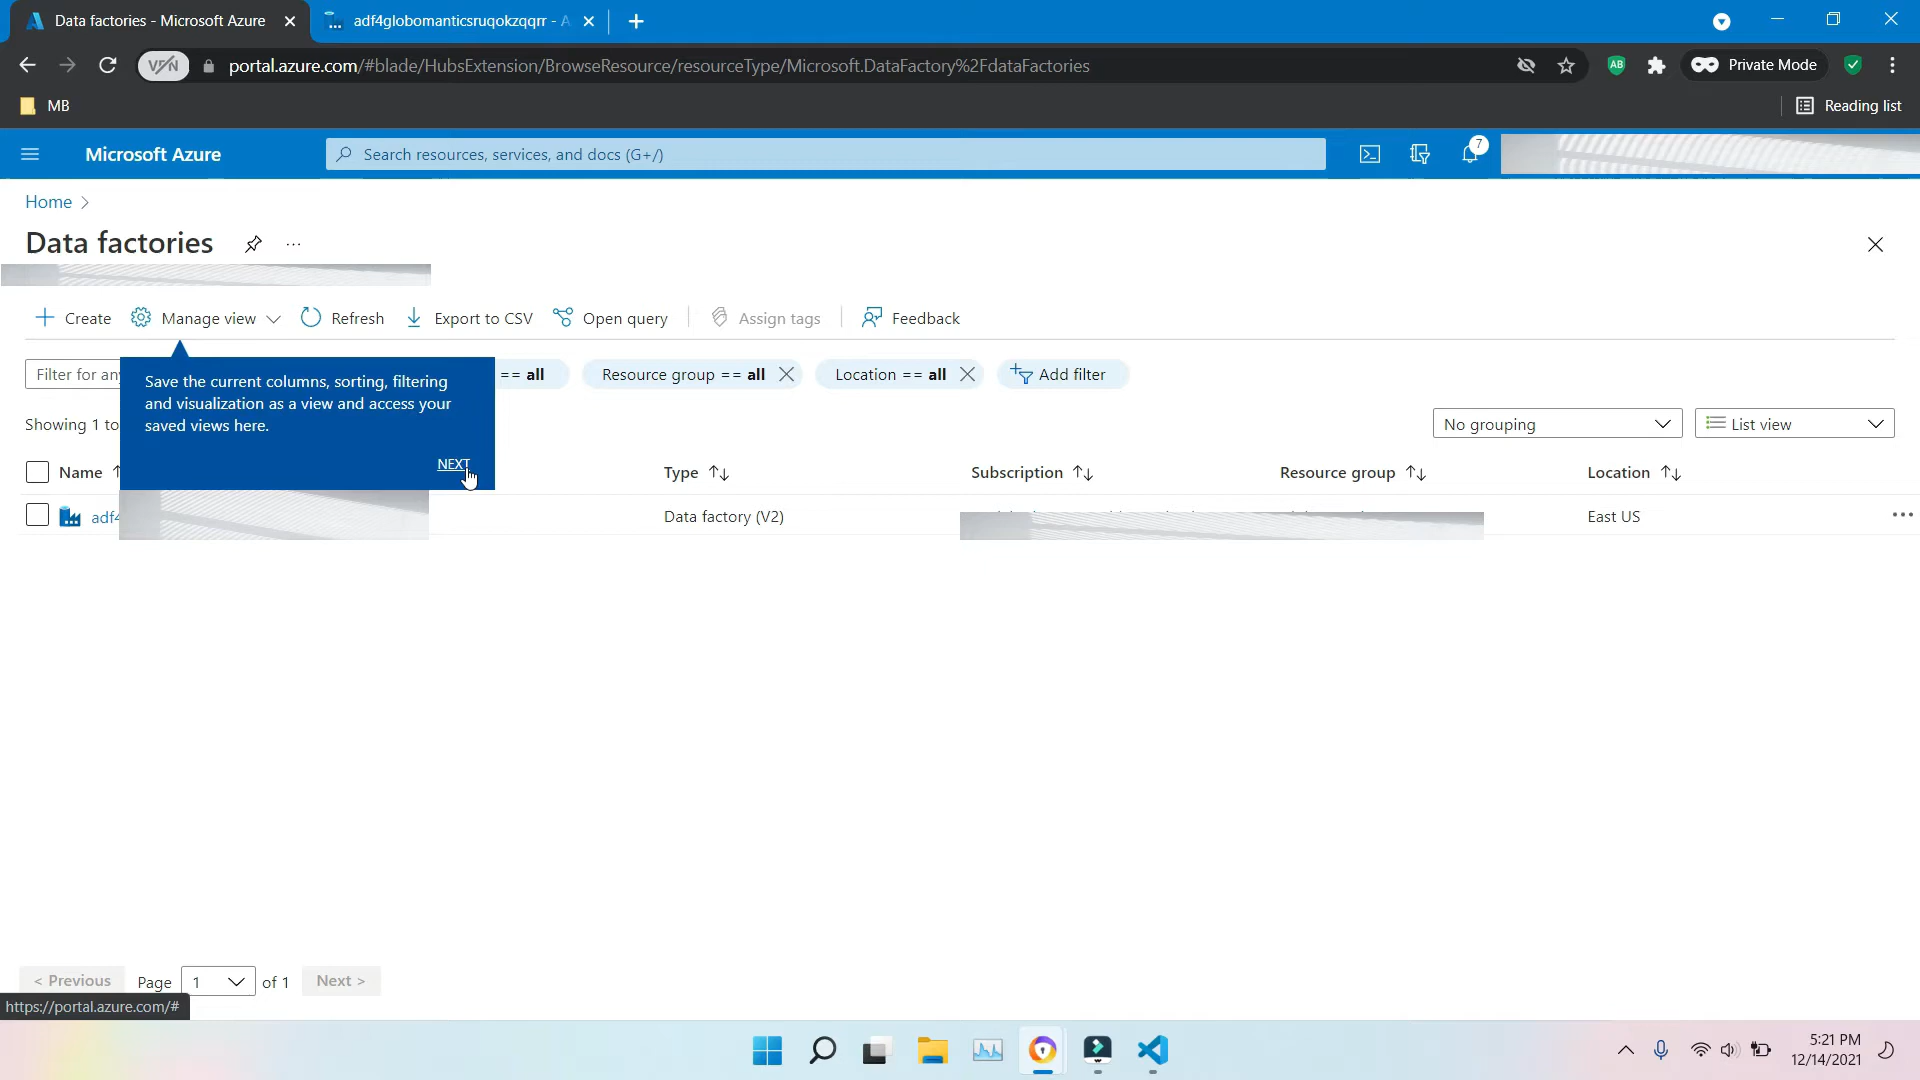 Data factories - Microsoft Azure
adf4globomanticsruqokzqqrr - A
VPN
portal.azure.com/#blade/HubsExtension/BrowseResource/resourceType/Microsoft.DataFactory%2FdataFactories
AB
Private Mode
MB
Reading list
Microsoft Azure
Search resources, services, and docs (G+/)
7
Home
Data factories
Create
Manage view
Refresh
Export to CSV
Open query
Assign tags
Feedback
Filter for any
== all
Resource group == all
Location == all
Add filter
Save the current columns, sorting, filtering
and visualization as a view and access your
saved views here.
NEXT
Showing 1 to
No grouping
List view
Name
Type
Subscription
Resource group
Location
adf4
Data factory (V2)
East US
< Previous
Page
1
of 1
Next >
https://portal.azure.com/#
5:21 PM
12/14/2021